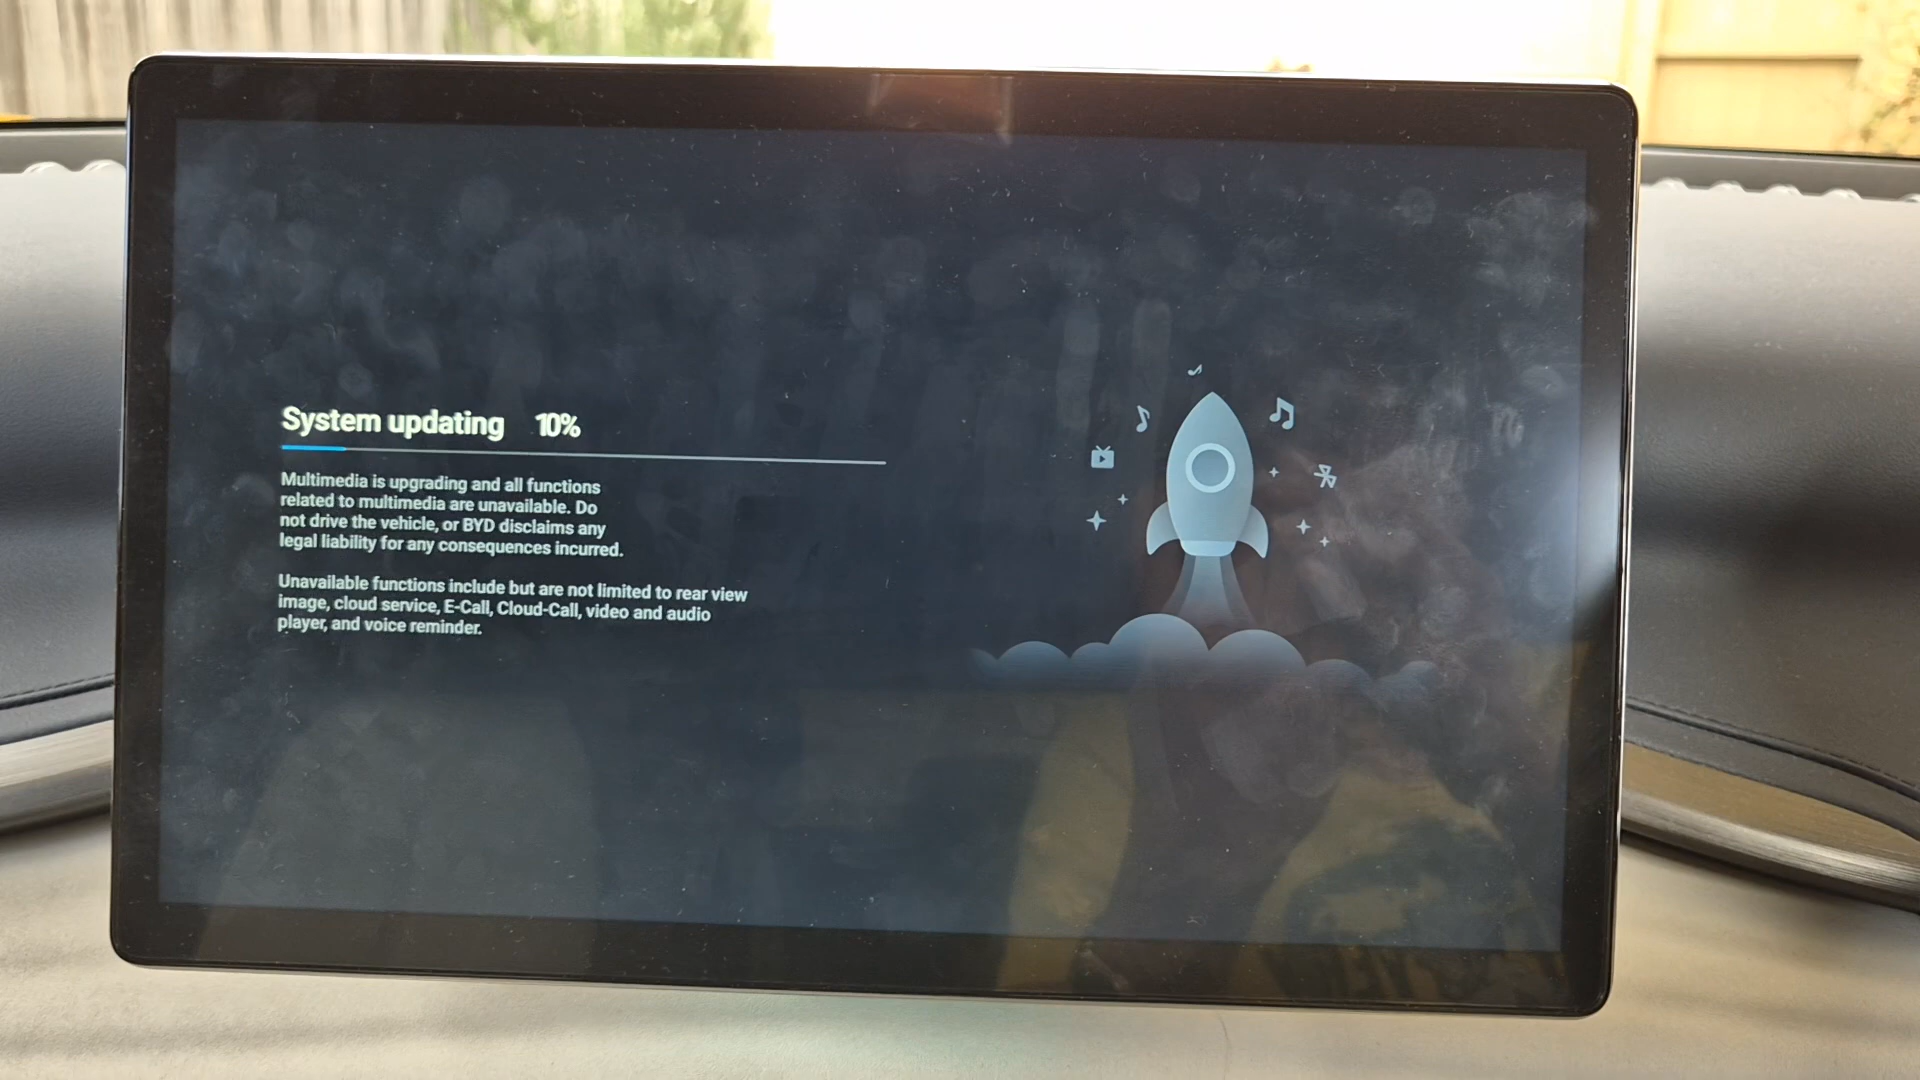 System updating 10%
Multimedia is upgrading and all functions
related to multimedia are unavailable. Do
not drive the vehicle, or BYD disclaims any
legal liability for any consequences incurred.
Unavailable functions include but are not limited to rear view
image, cloud service, E-Call, Cloud-Call, video and audio
player, and voice reminder.